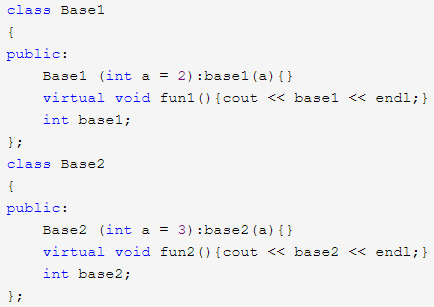 class Base1
{
public:
    Base1 (int a = 2):base1(a){}
    virtual void fun1(){cout << base1 << endl;}
    int base1;
};
class Base2
{
public:
    Base2 (int a = 3):base2(a){}
    virtual void fun2(){cout << base2 << endl;}
    int base2;
};